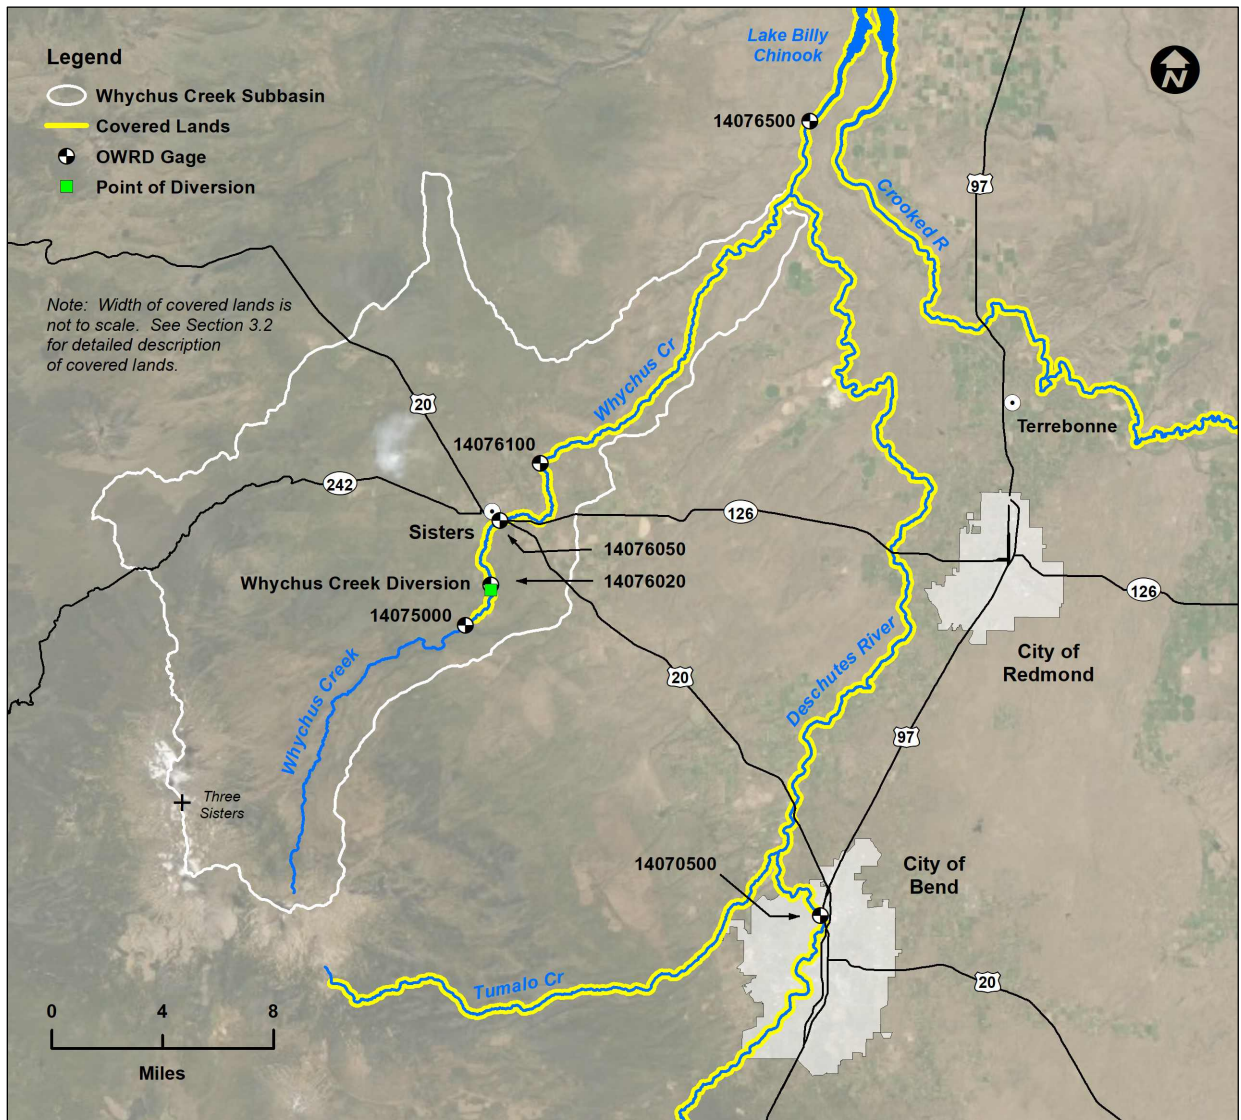 Legend
Whychus Creek Subbasin
Covered Lands
OWRD Gage
Point of Diversion
Note: Width of covered lands is
not to scale. See Section 3.2
for detailed description
of covered lands.
Lake Billy
Chinook
N
14076500
97
Crooked R
Whychus Cr
20
Terrebonne
14076100
242
126
Sisters
14076050
Whychus Creek Diversion
14076020
14075000
126
City of
Redmond
Whychus Creek
20
Deschutes River
97
Three
Sisters
14070500
City of
Bend
Tumalo Cr
20
0 4 8
Miles